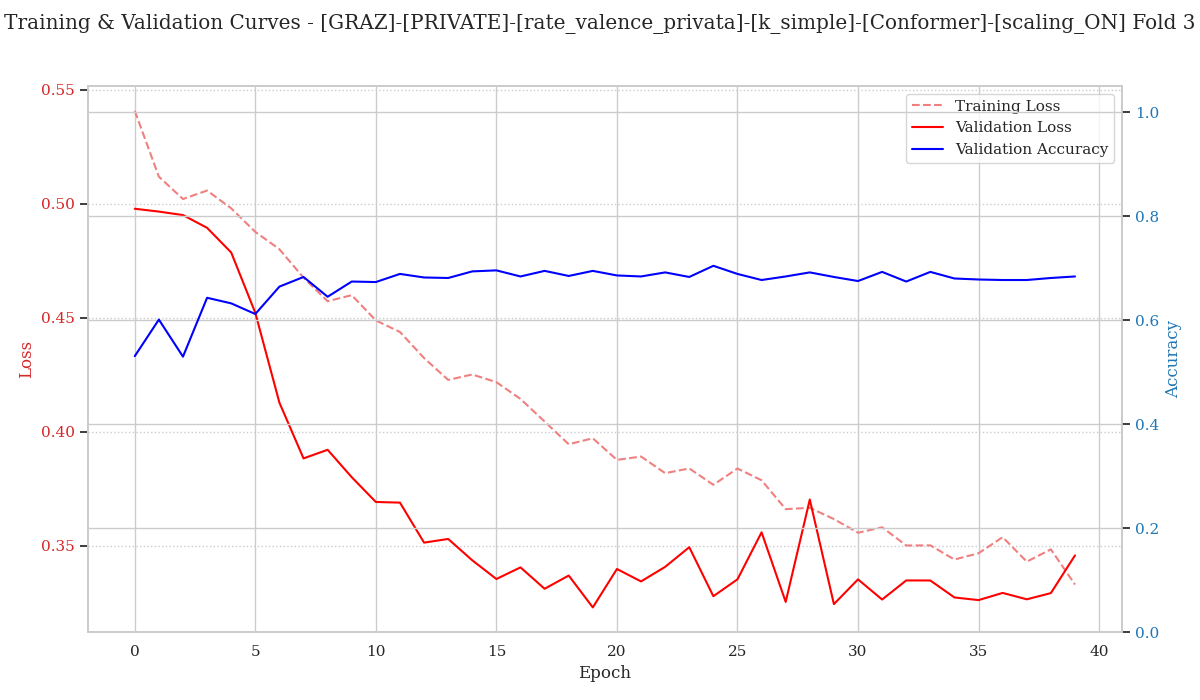 Training & Validation Curves - [GRAZ]-[PRIVATE]-[rate_valence_privata]-[k_simple]-[Conformer]-[scaling_ON] Fold 3
Training Loss
Validation Loss
Validation Accuracy
0.55
0.50
0.45
0.40
0.35
Loss
1.0
0.8
0.6
0.4
0.2
0.0
Accuracy
0 5 10 15 20 25 30 35 40
Epoch